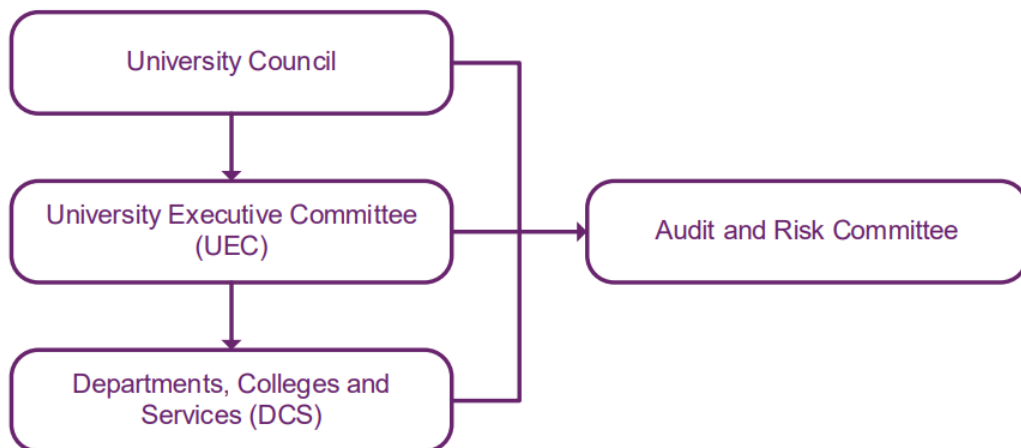 University Council
University Executive Committee
(UEC)
Audit and Risk Committee
Departments, Colleges and
Services (DCS)